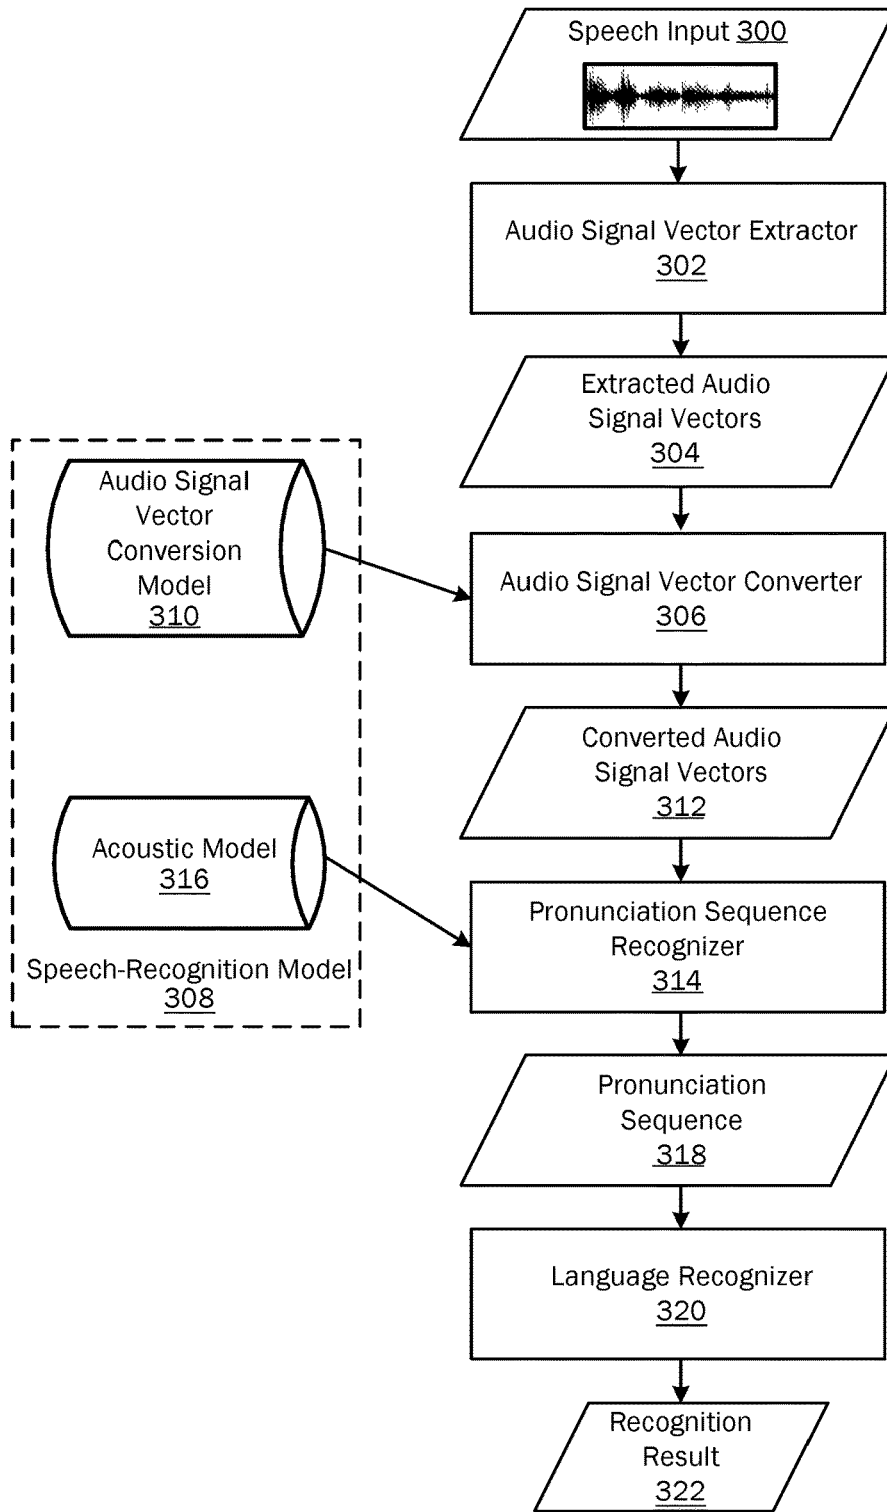 Speech Input 300
Audio Signal Vector Extractor
302
Extracted Audio
Signal Vectors
304
Audio Signal
Vector
Conversion
Model
310
Audio Signal Vector Converter
306
Converted Audio
Signal Vectors
312
Acoustic Model
316
Speech-Recognition Model
308
Pronunciation Sequence
Recognizer
314
Pronunciation
Sequence
318
Language Recognizer
320
Recognition
Result
322